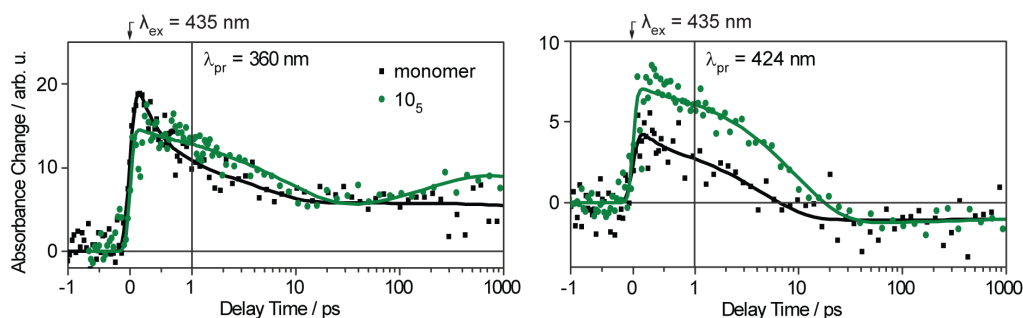 λex = 435 nm
λpr = 360 nm
monomer
105
Absorbance Change / arb. u.
20
10
0
-1 0 1 10 100 1000
Delay Time / ps
λex = 435 nm
λpr = 424 nm
10
5
0
-1 0 1 10 100 1000
Delay Time / ps